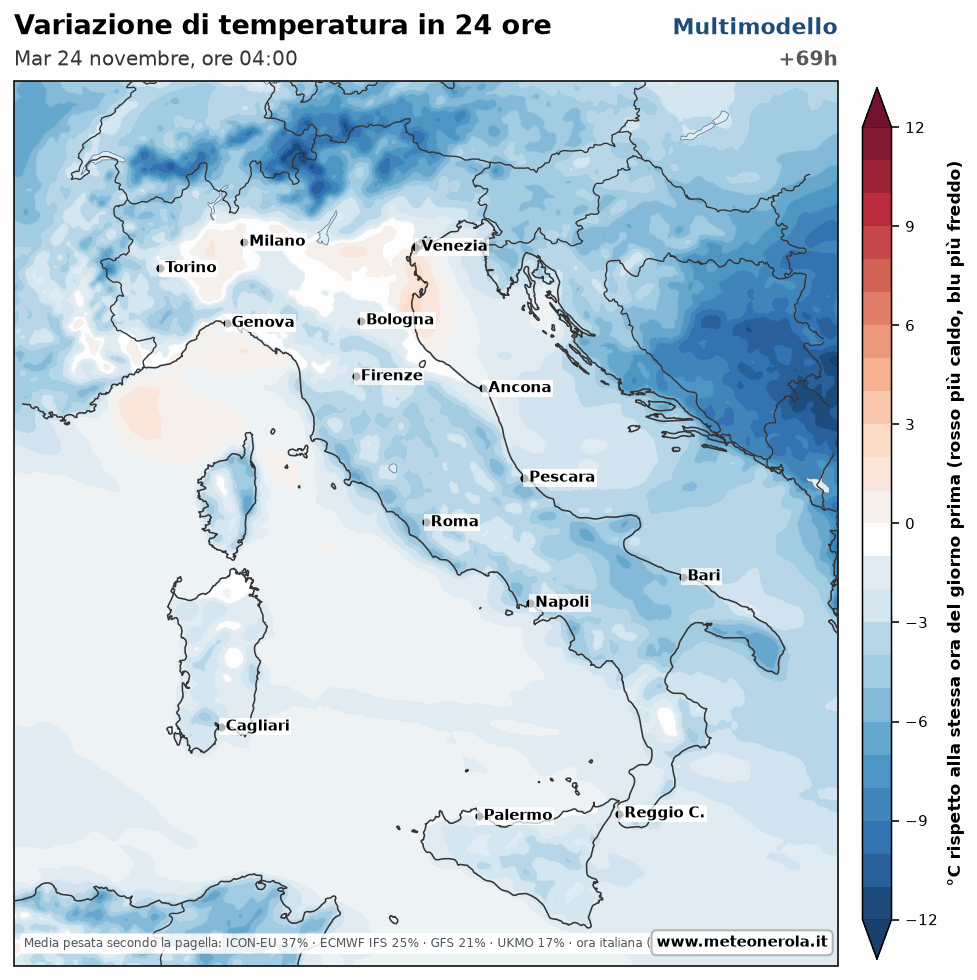 Variazione di temperatura in 24 ore
Multimodello
Mar 24 novembre, ore 04:00
+69h
Milano
Venezia
Torino
Genova
Bologna
Firenze
Ancona
Pescara
Roma
Bari
Napoli
Cagliari
Palermo
Reggio C.
12
9
6
3
0
−3
−6
−9
−12
°C rispetto alla stessa ora del giorno prima (rosso più caldo, blu più freddo)
Media pesata secondo la pagella: ICON-EU 37% · ECMWF IFS 25% · GFS 21% · UKMO 17% · ora italiana (
www.meteonerola.it